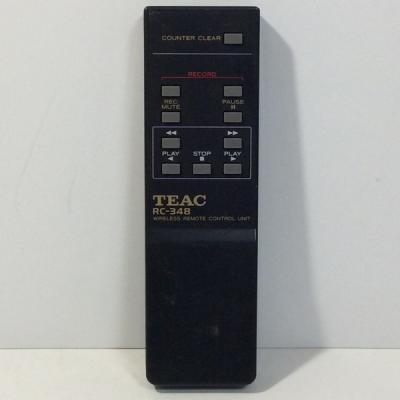 COUNTER CLEAR
RECORD
REC MUTE
PAUSE
PLAY
STOP
PLAY
TEAC
RC-348
WIRELESS REMOTE CONTROL UNIT